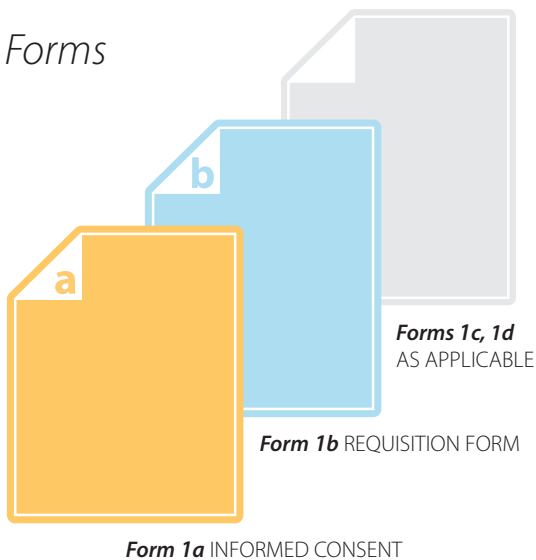 Forms
b
a
Forms 1c, 1d
AS APPLICABLE
Form 1b REQUISITION FORM
Form 1a INFORMED CONSENT